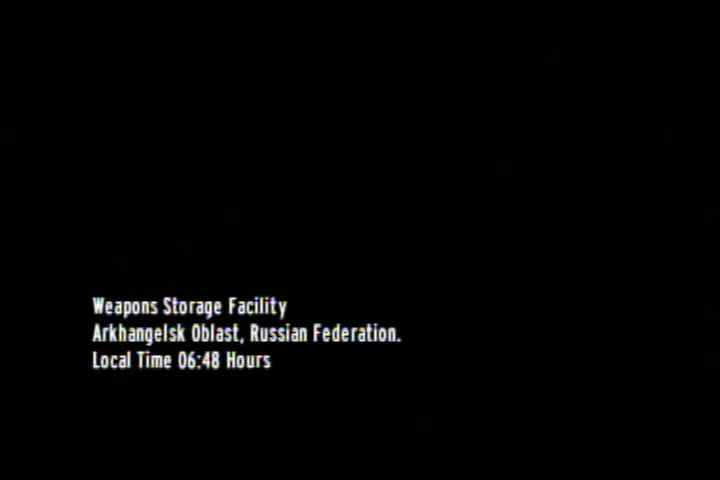 Weapons Storage Facility
Arkhangelsk Oblast, Russian Federation.
Local Time 06:48 Hours